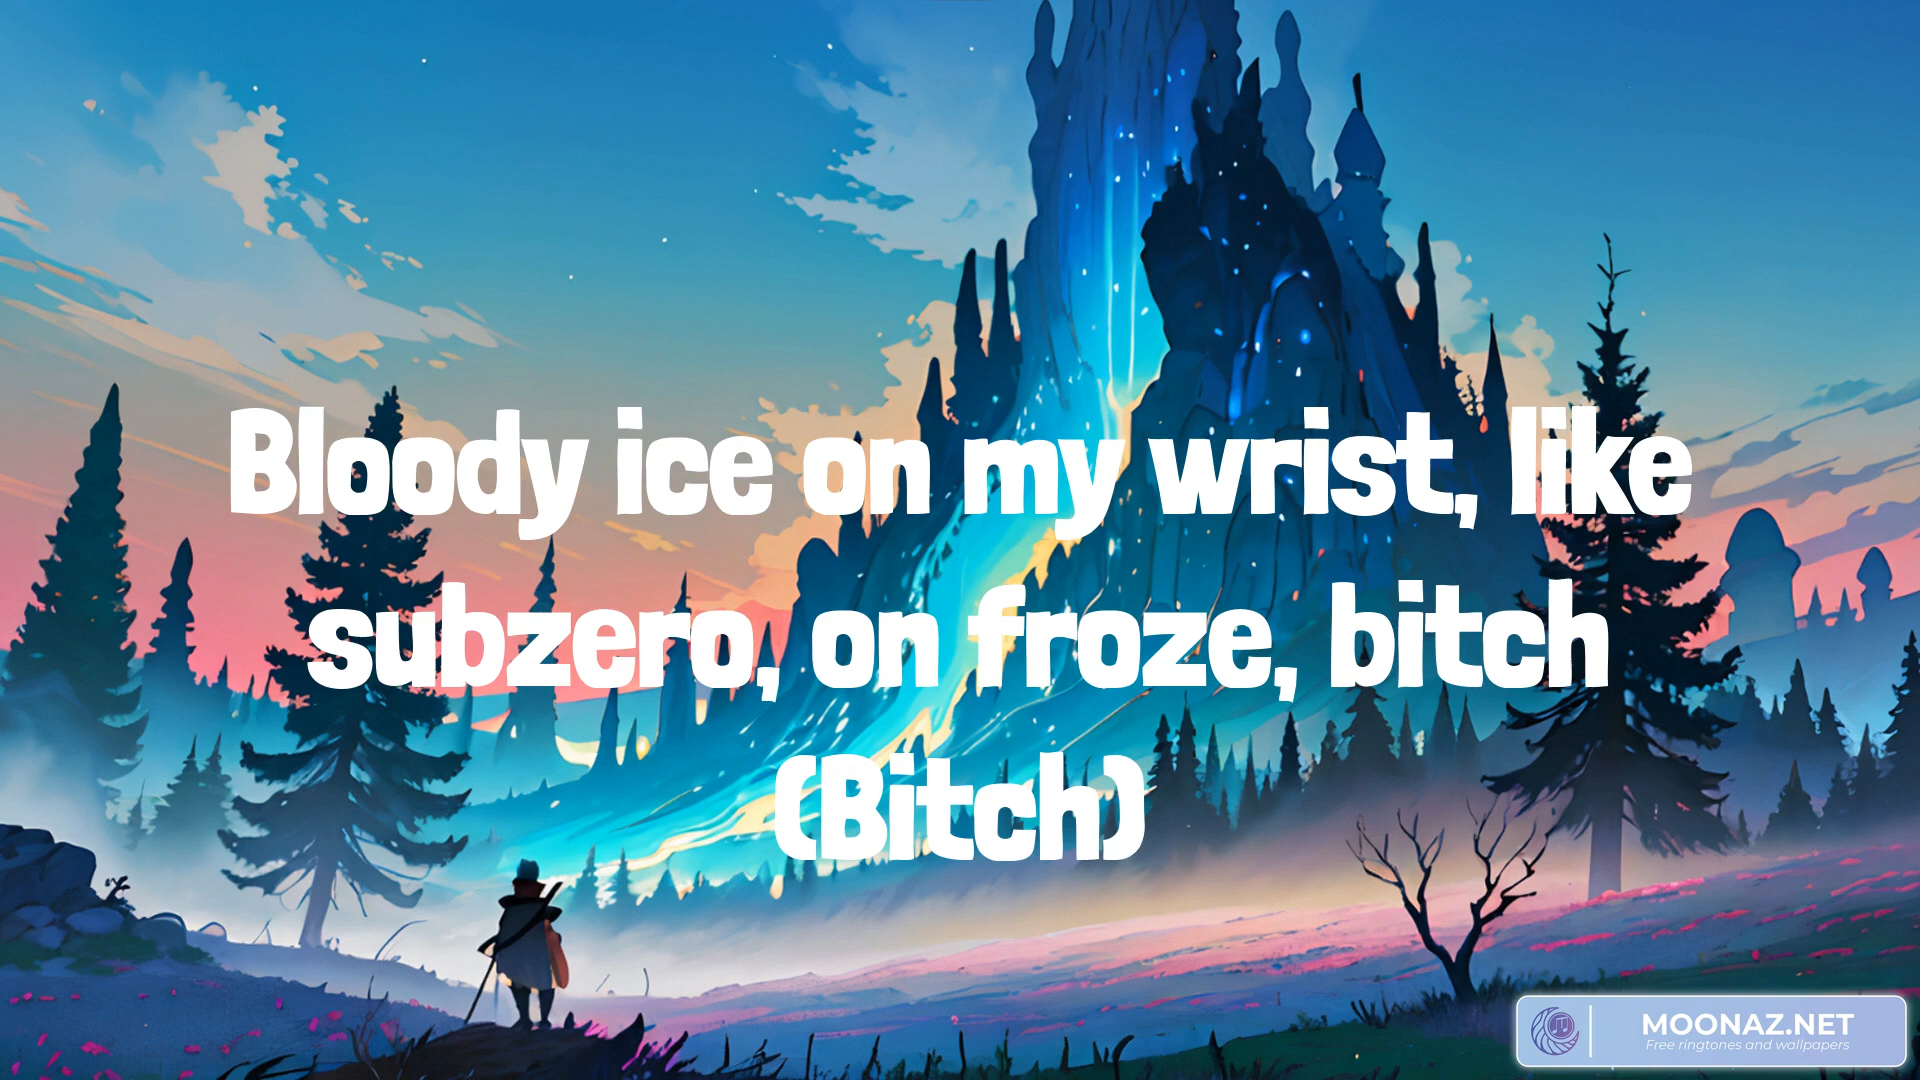 Bloody ice on my wrist, like
subzero, on froze, bitch
(Bitch)
MOONAZ.NET
Free ringtones and wallpapers